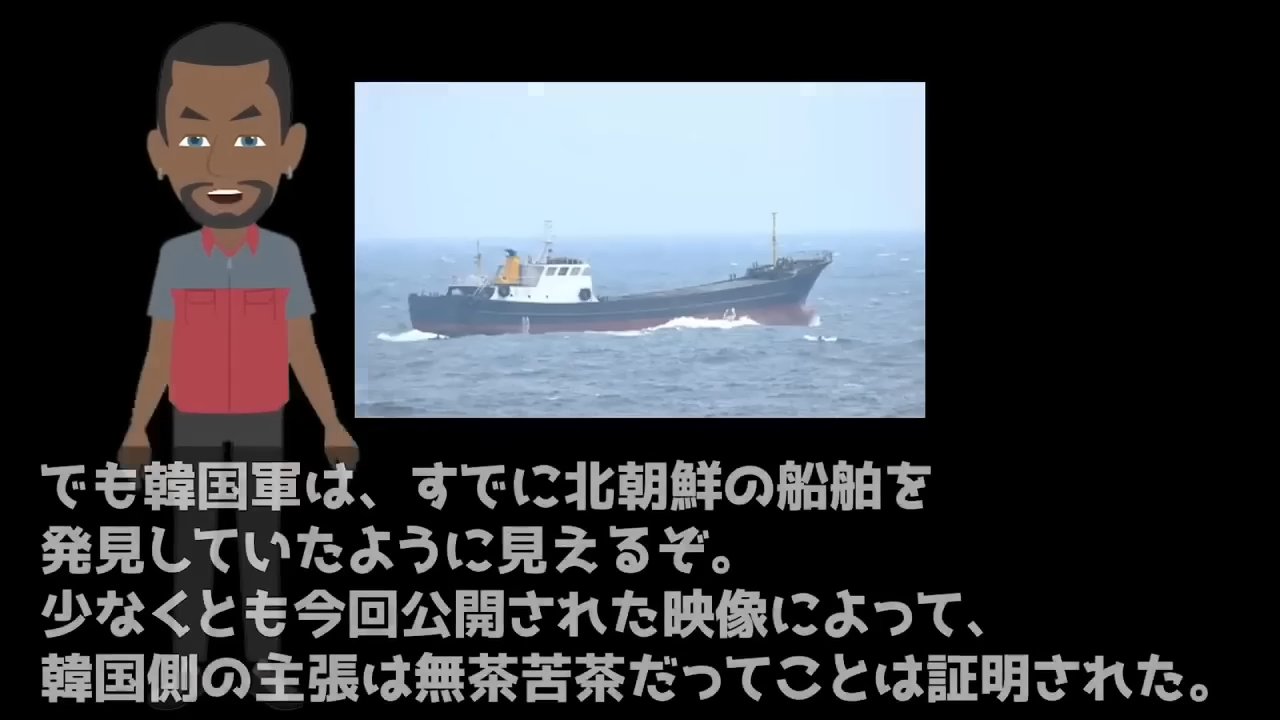 でも韓国軍は、すでに北朝鮮の船舶を
発見していたように見えるぞ。
少なくとも今回公開された映像によって、
韓国側の主張は無茶苦茶だってことは証明された。